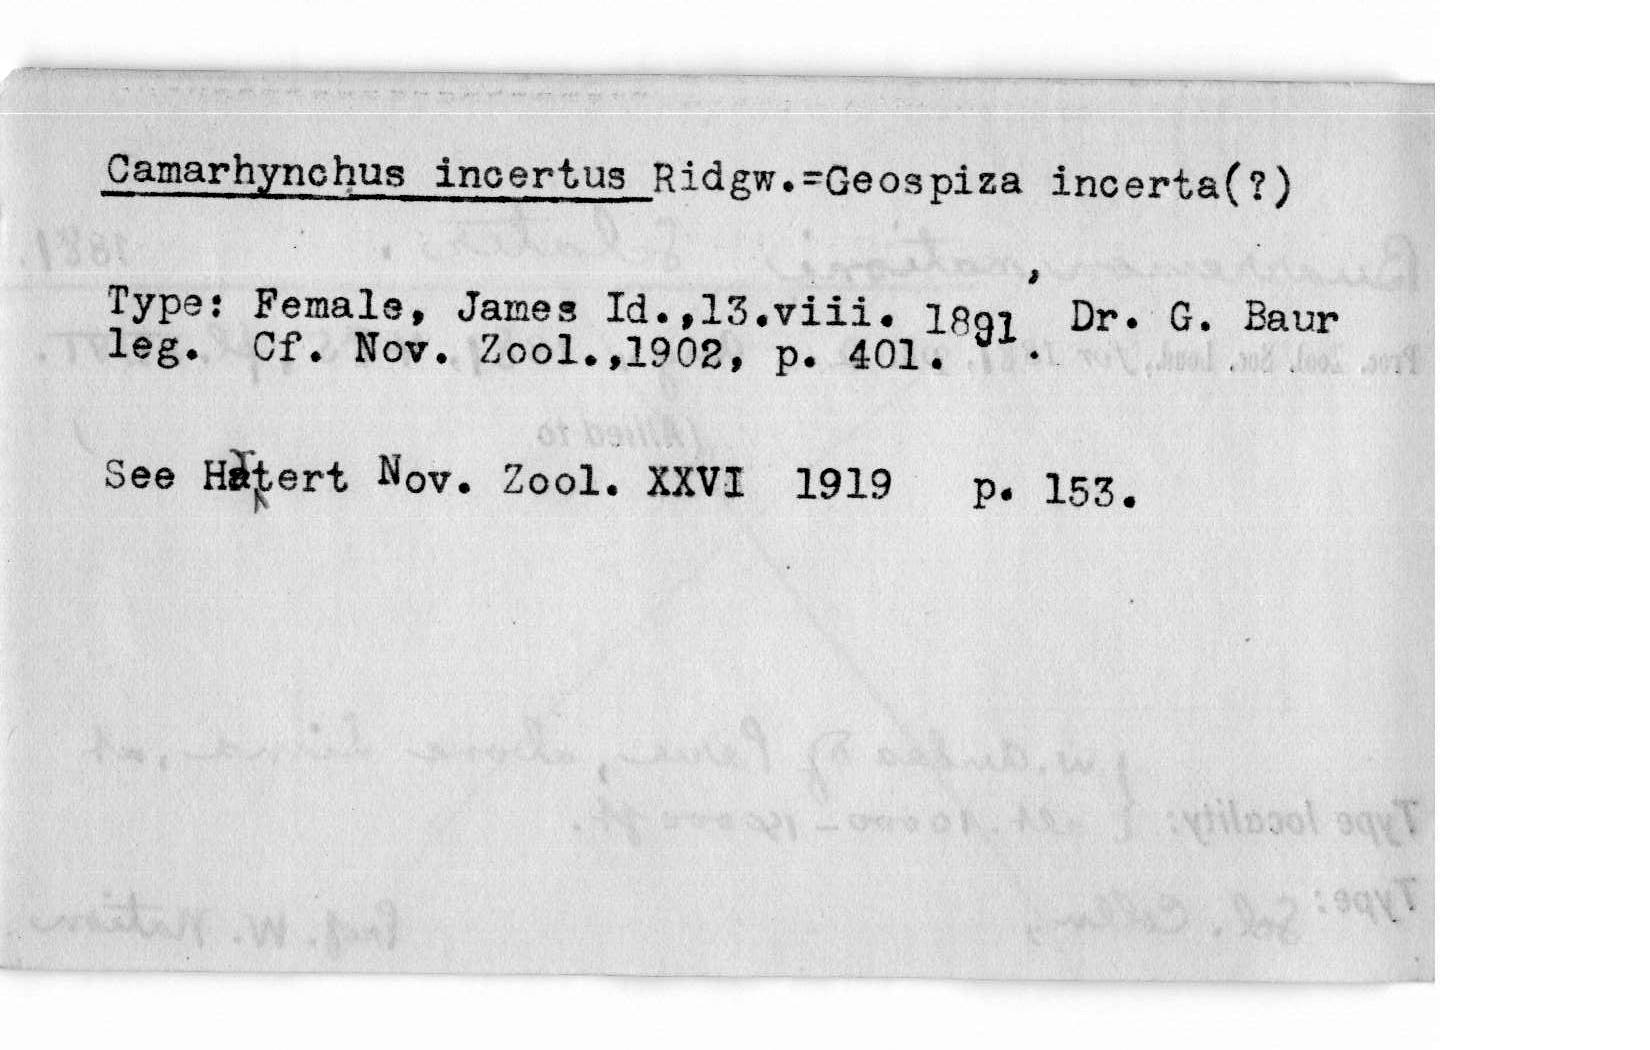 Camarhynchus incertus Ridgw.=Geospiza incerta(?)
Type: Female, James Id.,13.viii. 1891, Dr. G. Baur
leg. Cf. Nov. Zool.,1902, p. 401.
See Hartert Nov. Zool. XXVI 1919 p. 153.